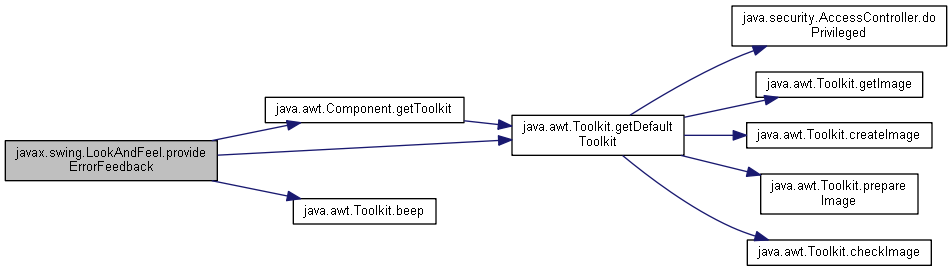 javax.swing.LookAndFeel.provide
ErrorFeedback
java.awt.Component.getToolkit
java.awt.Toolkit.beep
java.awt.Toolkit.getDefault
Toolkit
java.security.AccessController.do
Privileged
java.awt.Toolkit.getImage
java.awt.Toolkit.createImage
java.awt.Toolkit.prepare
Image
java.awt.Toolkit.checkImage